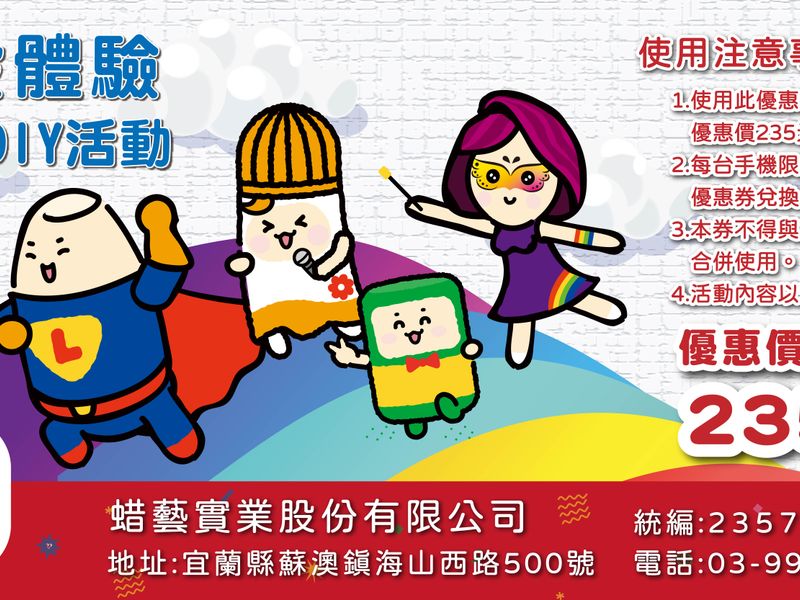 體驗
DIY活動
L
使用注意事
1.使用此優惠
優惠價235
2.每台手機限
優惠券兌換
3.本券不得與
合併使用。
4.活動內容以
優惠價
235
蜡藝實業股份有限公司
地址:宜蘭縣蘇澳鎮海山西路500號
統編:2357
電話:03-99